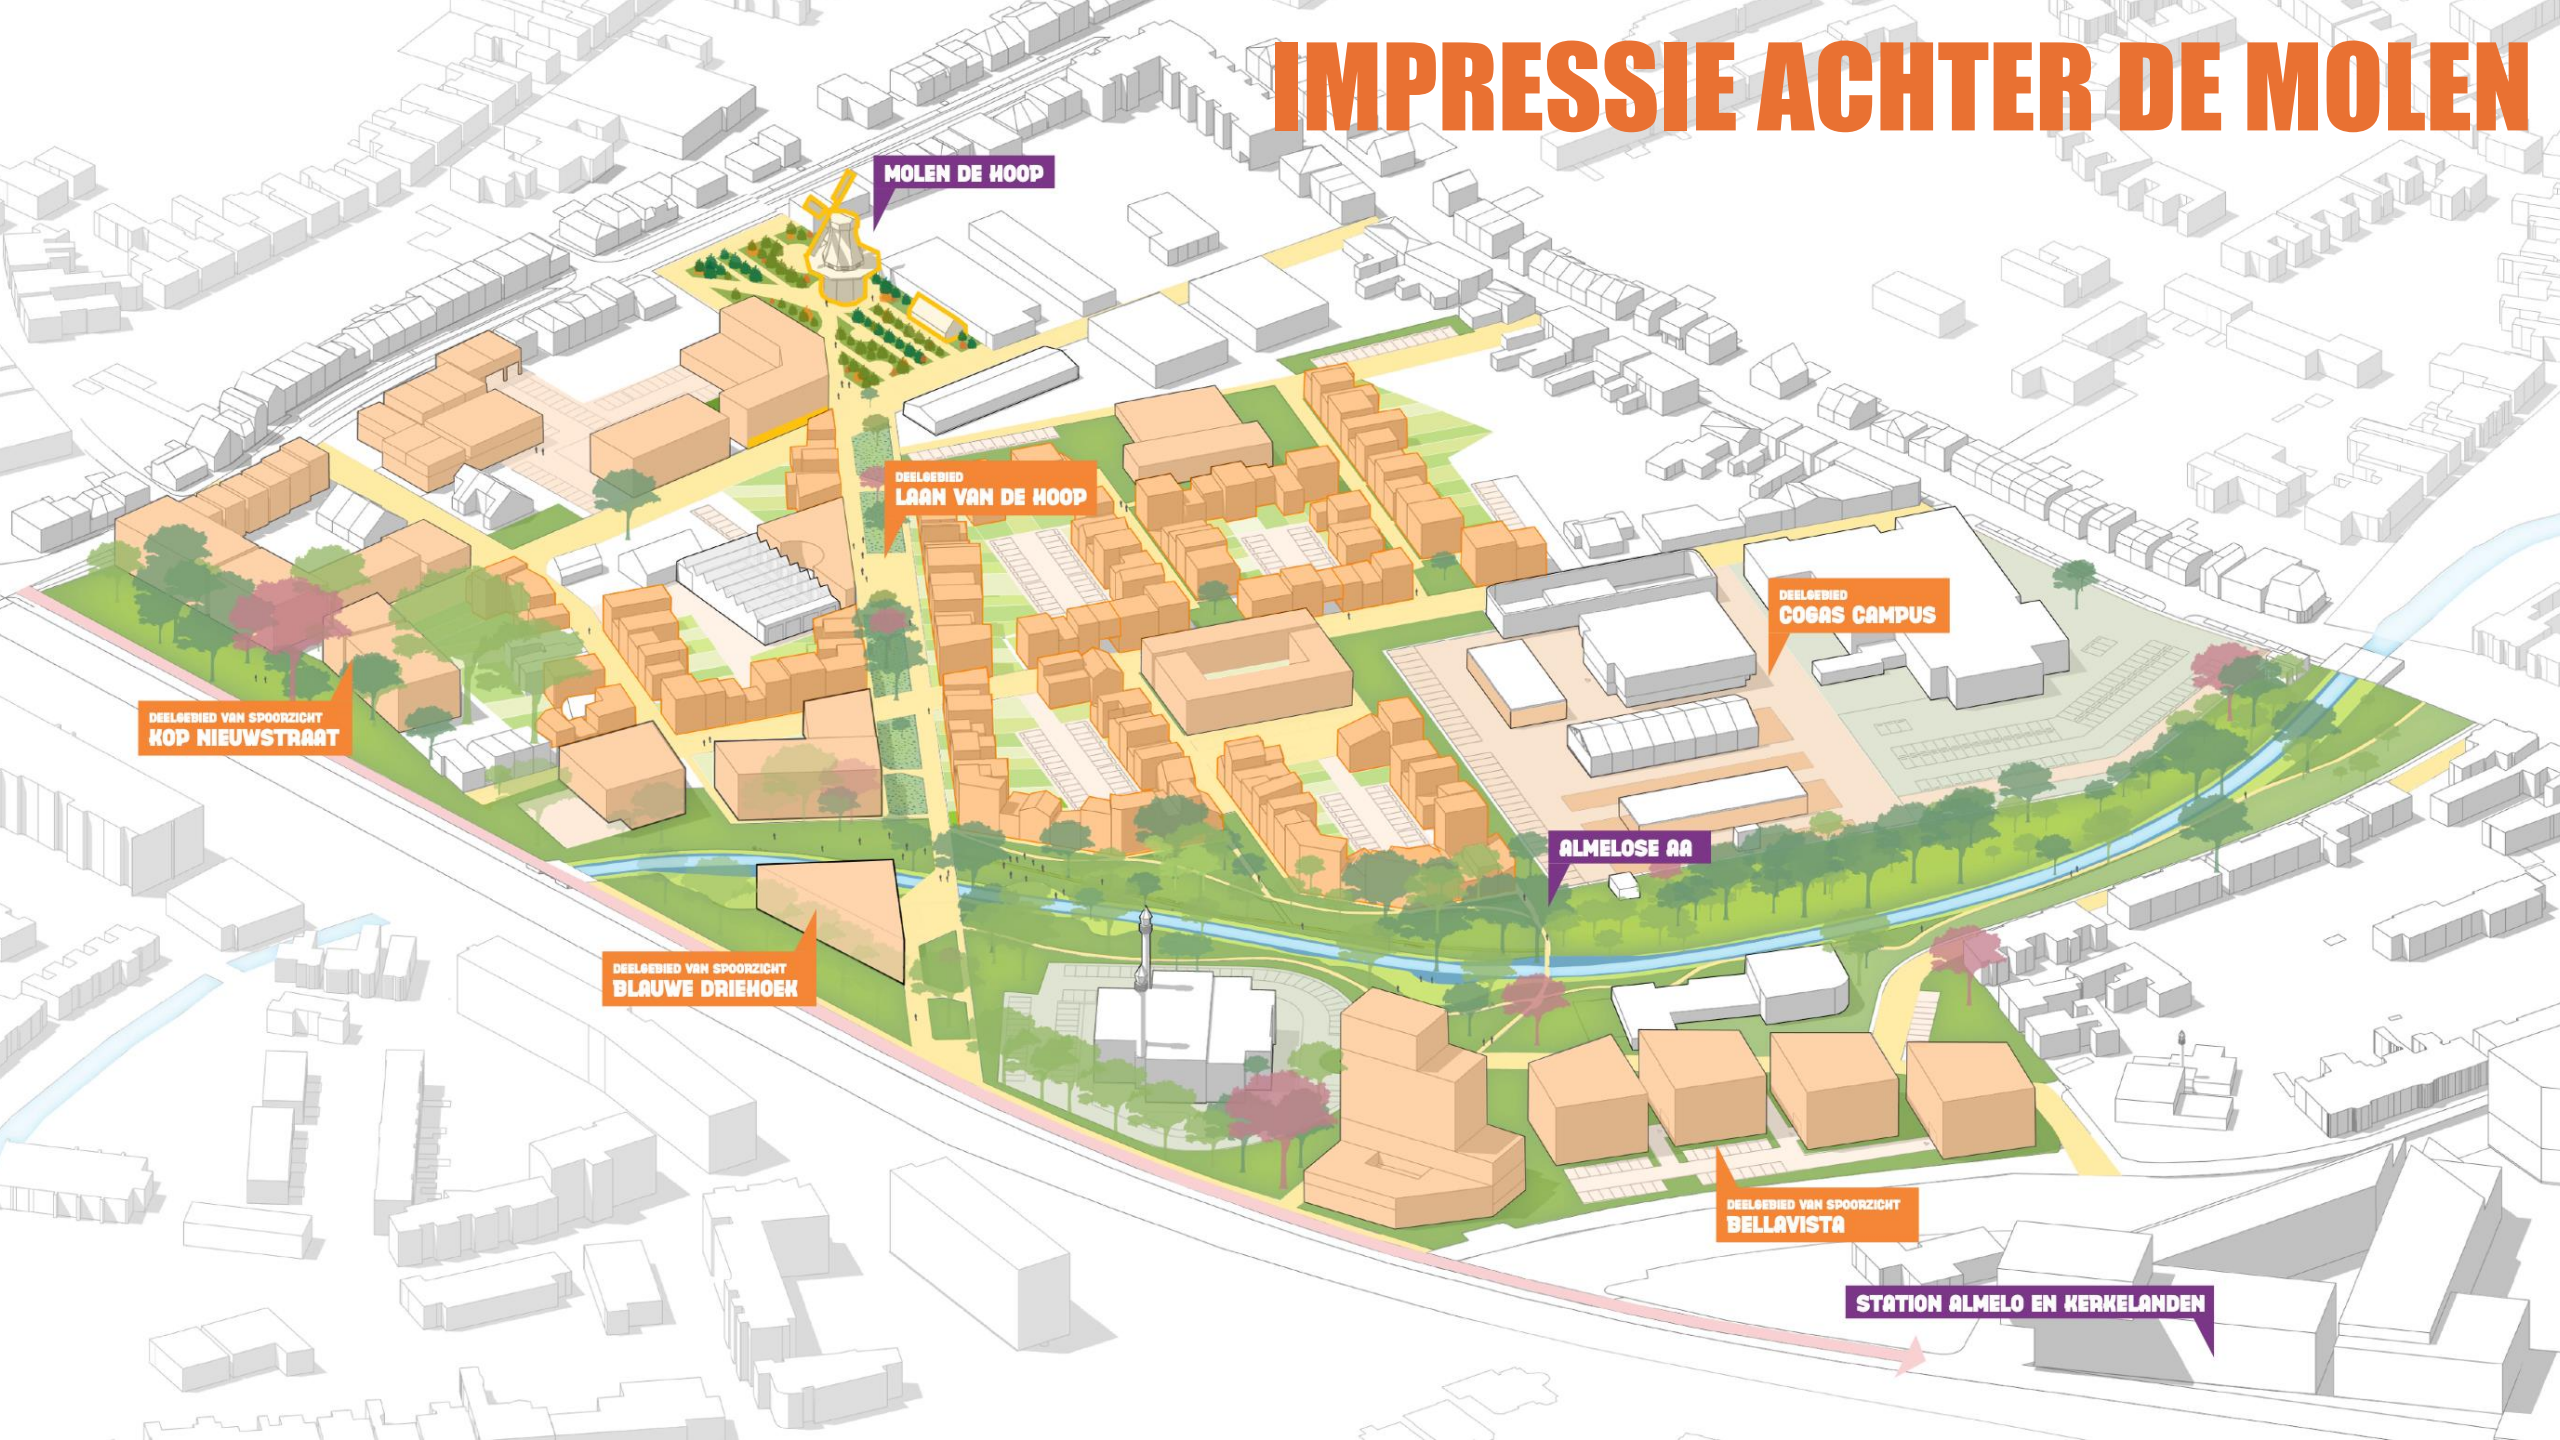 IMPRESSIE ACHTER DE MOLEN
MOLEN DE HOOP
DEELGEBIED
LAAN VAN DE HOOP
DEELGEBIED
COGAS CAMPUS
DEELGEBIED VAN SPOORZICHT
KOP NIEUWSTRAAT
ALMELOSE AA
DEELGEBIED VAN SPOORZICHT
BLAUWE DRIEHOEK
DEELGEBIED VAN SPOORZICHT
BELLAVISTA
STATION ALMELO EN KERKELANDEN